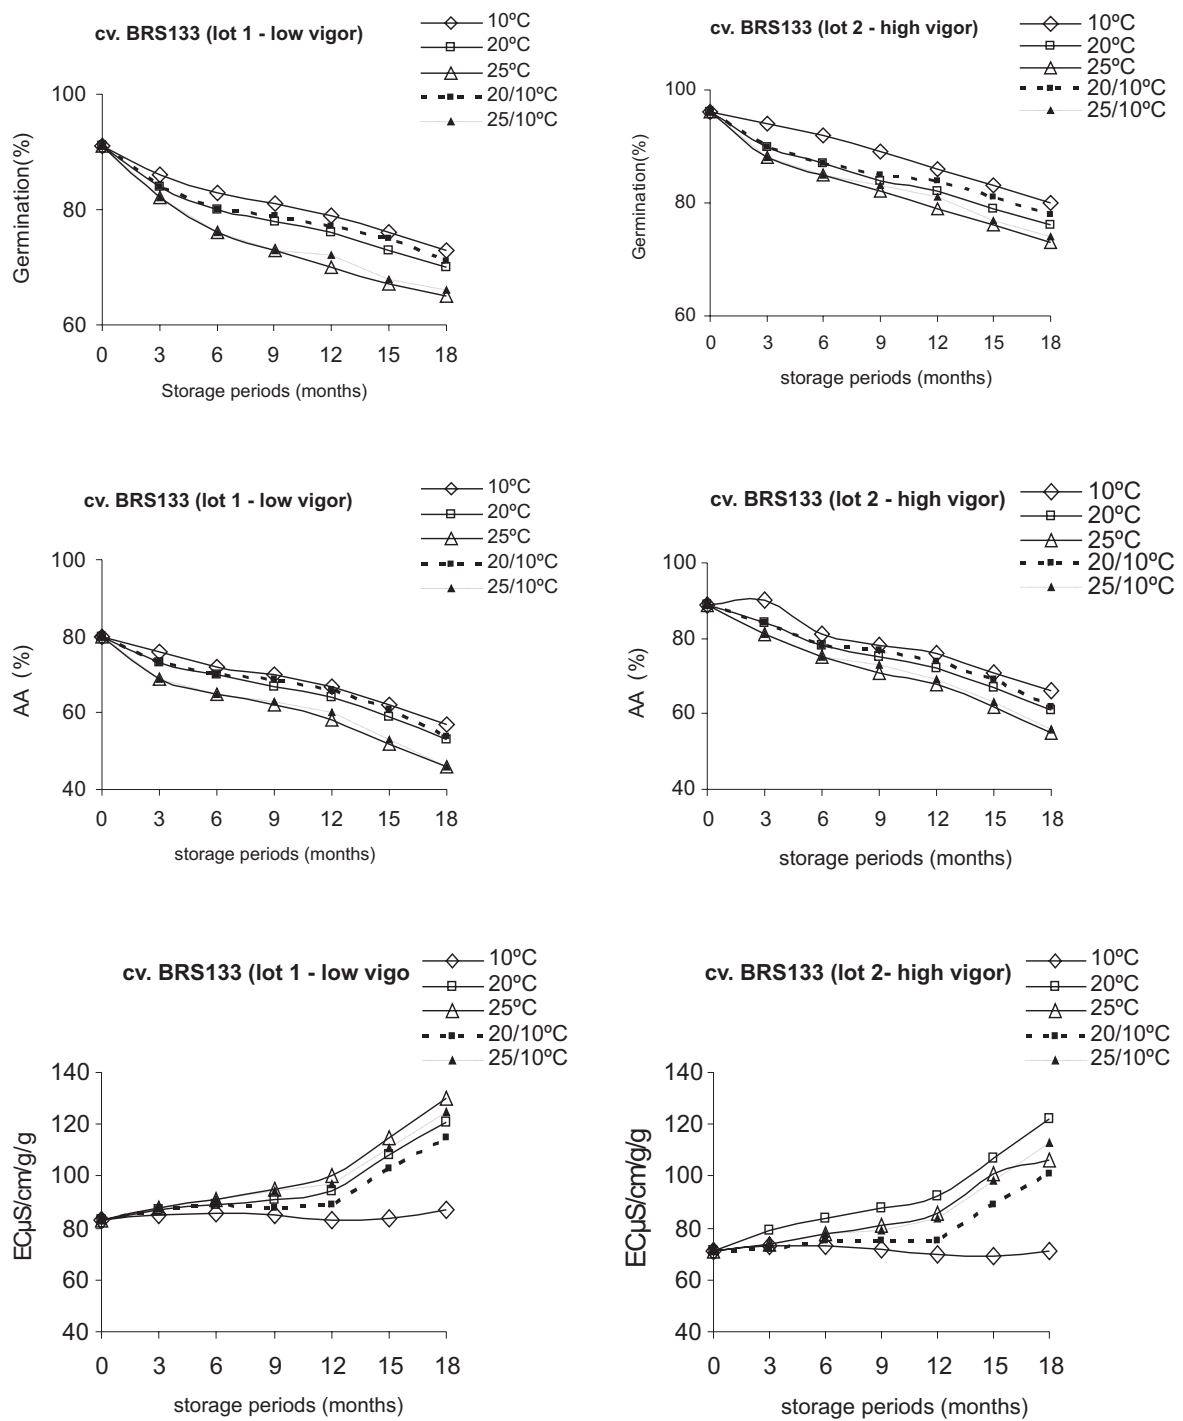 cv. BRS133 (lot 1 - low vigor)
10ºC
20ºC
25ºC
20/10ºC
25/10ºC
Germination(%)
100
80
60
0 3 6 9 12 15 18
Storage periods (months)
cv. BRS133 (lot 2 - high vigor)
10ºC
20ºC
25ºC
20/10ºC
25/10ºC
Germination(%)
100
80
60
0 3 6 9 12 15 18
storage periods (months)
cv. BRS133 (lot 1 - low vigor)
10ºC
20ºC
25ºC
20/10ºC
25/10ºC
AA (%)
100
80
60
40
0 3 6 9 12 15 18
storage periods (months)
cv. BRS133 (lot 2 - high vigor)
10ºC
20ºC
25ºC
20/10ºC
25/10ºC
AA (%)
100
80
60
40
0 3 6 9 12 15 18
storage periods (months)
cv. BRS133 (lot 1 - low vigo
10ºC
20ºC
25ºC
20/10ºC
25/10ºC
ECµS/cm/g/g
140
120
100
80
60
40
0 3 6 9 12 15 18
storage periods (months)
cv. BRS133 (lot 2- high vigor)
10ºC
20ºC
25ºC
20/10ºC
25/10ºC
ECµS/cm/g/g
140
120
100
80
60
40
0 3 6 9 12 15 18
storage periods (months)